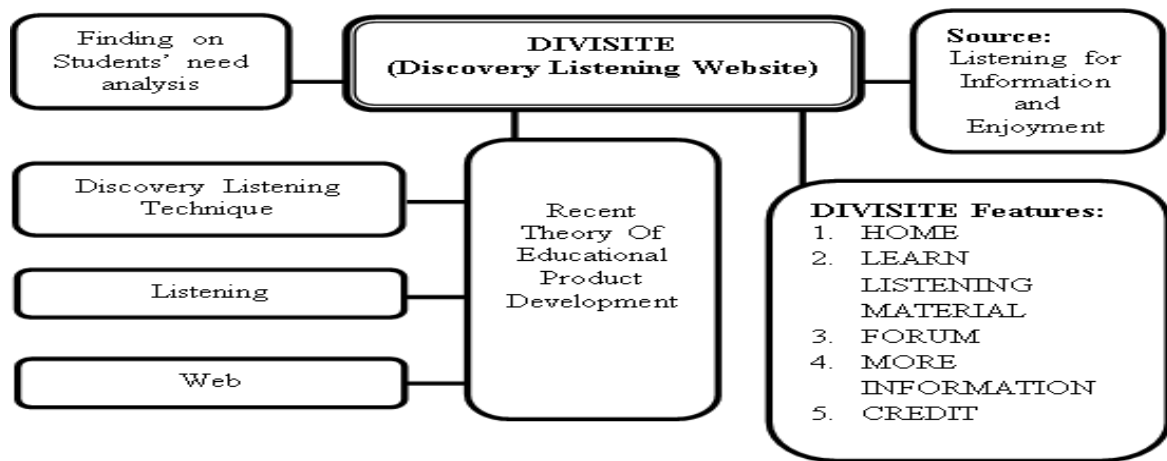 Finding on
Students' need
analysis
DIVISITE
(Discovery Listening Website)
Source:
Listening for
Information
and
Enjoyment
Discovery Listening
Technique
Listening
Web
Recent
Theory Of
Educational
Product
Development
DIVISITE Features:
1. HOME
2. LEARN
LISTENING
MATERIAL
3. FORUM
4. MORE
INFORMATION
5. CREDIT